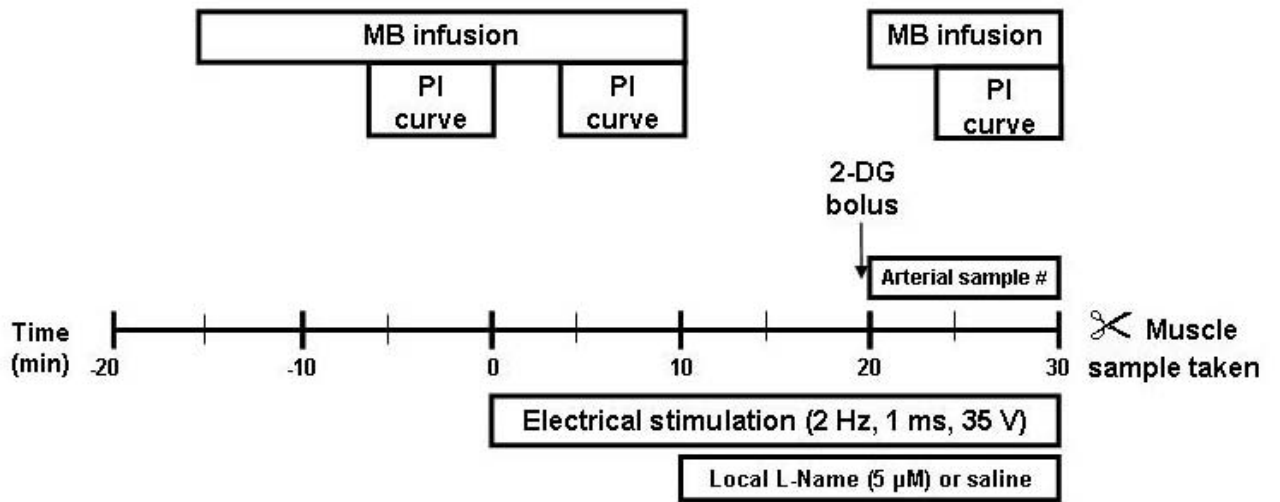 MB infusion
MB infusion
PI
curve
PI
curve
PI
curve
2-DG
bolus
Arterial sample #
Time
(min)
-20
-10
0
10
20
30
Muscle
sample taken
Electrical stimulation (2 Hz, 1 ms, 35 V)
Local L-Name (5 µM) or saline